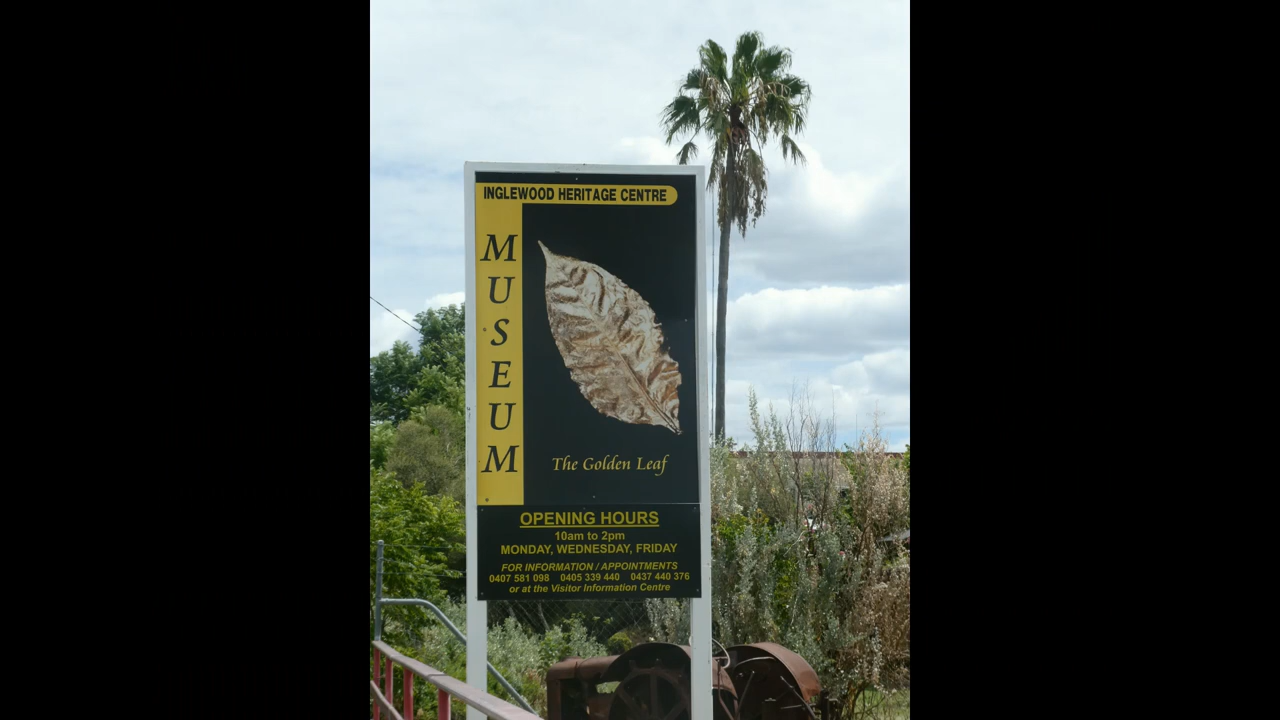 INGLEWOOD HERITAGE CENTRE
MUSEUM
The Golden Leaf
OPENING HOURS
10am to 2pm
MONDAY, WEDNESDAY, FRIDAY
FOR INFORMATION / APPOINTMENTS
0407 581 098 0405 339 440 0437 440 376
or at the Visitor Information Centre